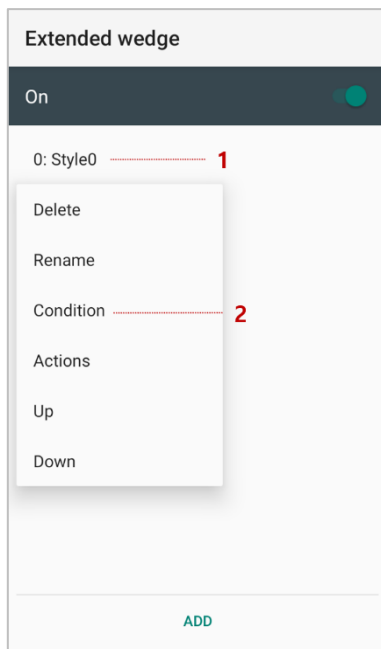 Extended wedge
On
0: Style0 1
Delete
Rename
Condition 2
Actions
Up
Down
ADD